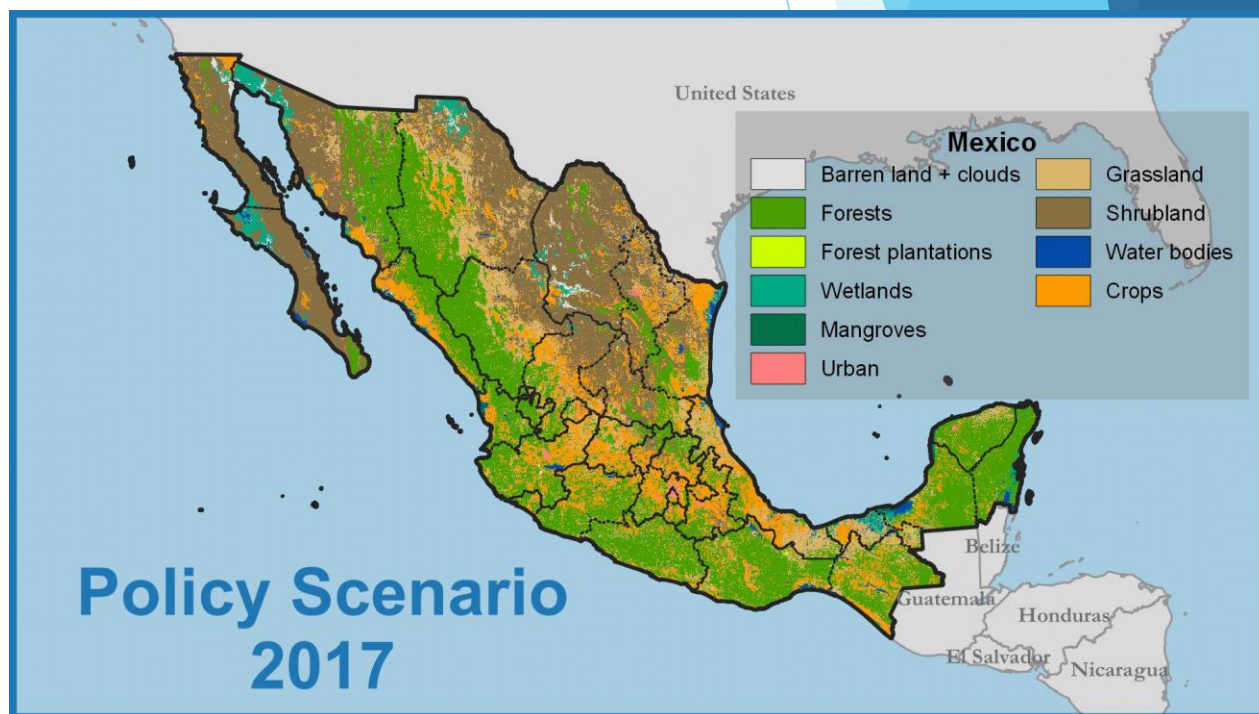 United States
Mexico
Barren land + clouds
Forests
Forest plantations
Wetlands
Mangroves
Urban
Grassland
Shrubland
Water bodies
Crops
Belize
Guatemala
Honduras
El Salvador
Nicaragua
Policy Scenario
2017